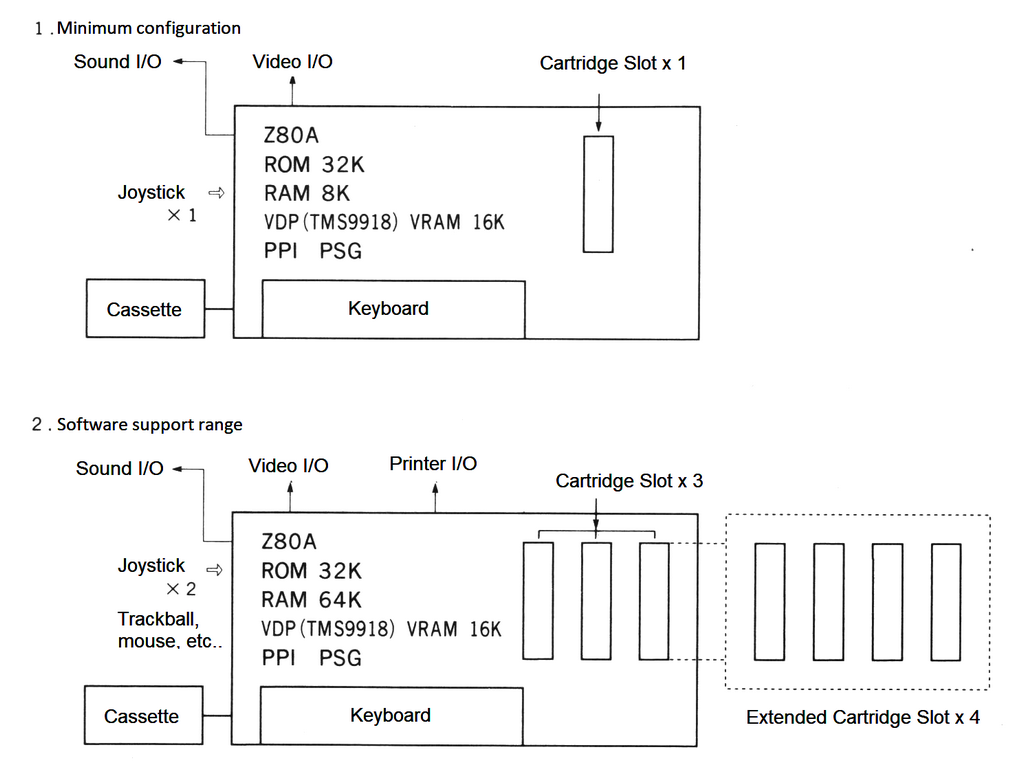 1 . Minimum configuration
Sound I/O
Video I/O
Cartridge Slot x 1
Z80A
ROM 32K
Joystick
× 1
RAM 8K
VDP(TMS9918) VRAM 16K
PPI PSG
Cassette
Keyboard
2 . Software support range
Sound I/O
Video I/O
Printer I/O
Cartridge Slot x 3
Z80A
Joystick
× 2
ROM 32K
RAM 64K
Trackball,
mouse, etc..
VDP(TMS9918) VRAM 16K
PPI PSG
Cassette
Keyboard
Extended Cartridge Slot x 4